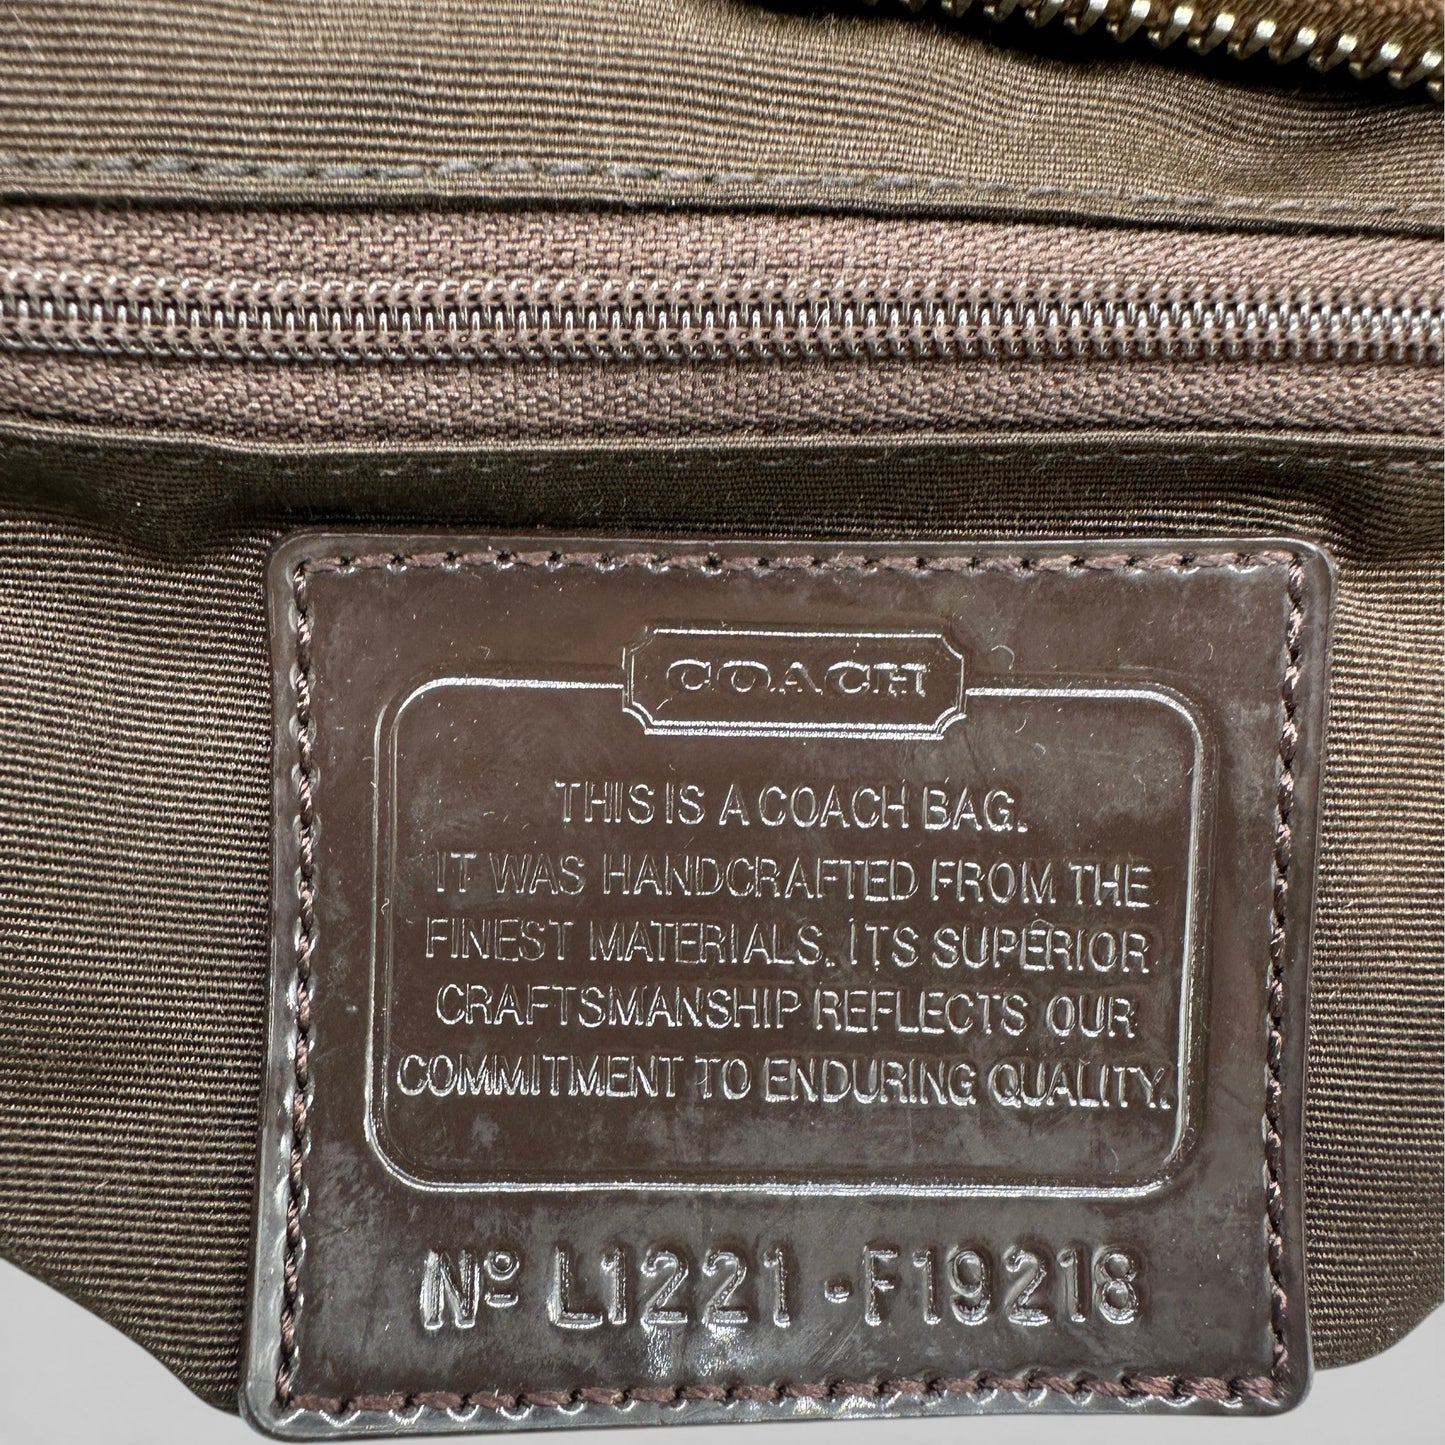 COACH
THIS IS A COACH BAG.
IT WAS HANDCRAFTED FROM THE
FINEST MATERIALS. ITS SUPERIOR
CRAFTSMANSHIP REFLECTS OUR
COMMITMENT TO ENDURING QUALITY.
Nº L1221-F19218